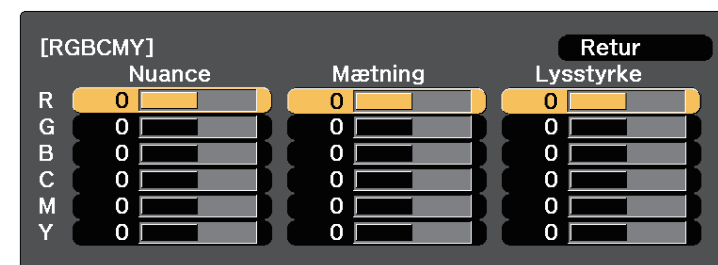 [RGBCMY] Retur
Nuance Mætning Lysstyrke
R 0 0 0
G 0 0 0
B 0 0 0
C 0 0 0
M 0 0 0
Y 0 0 0